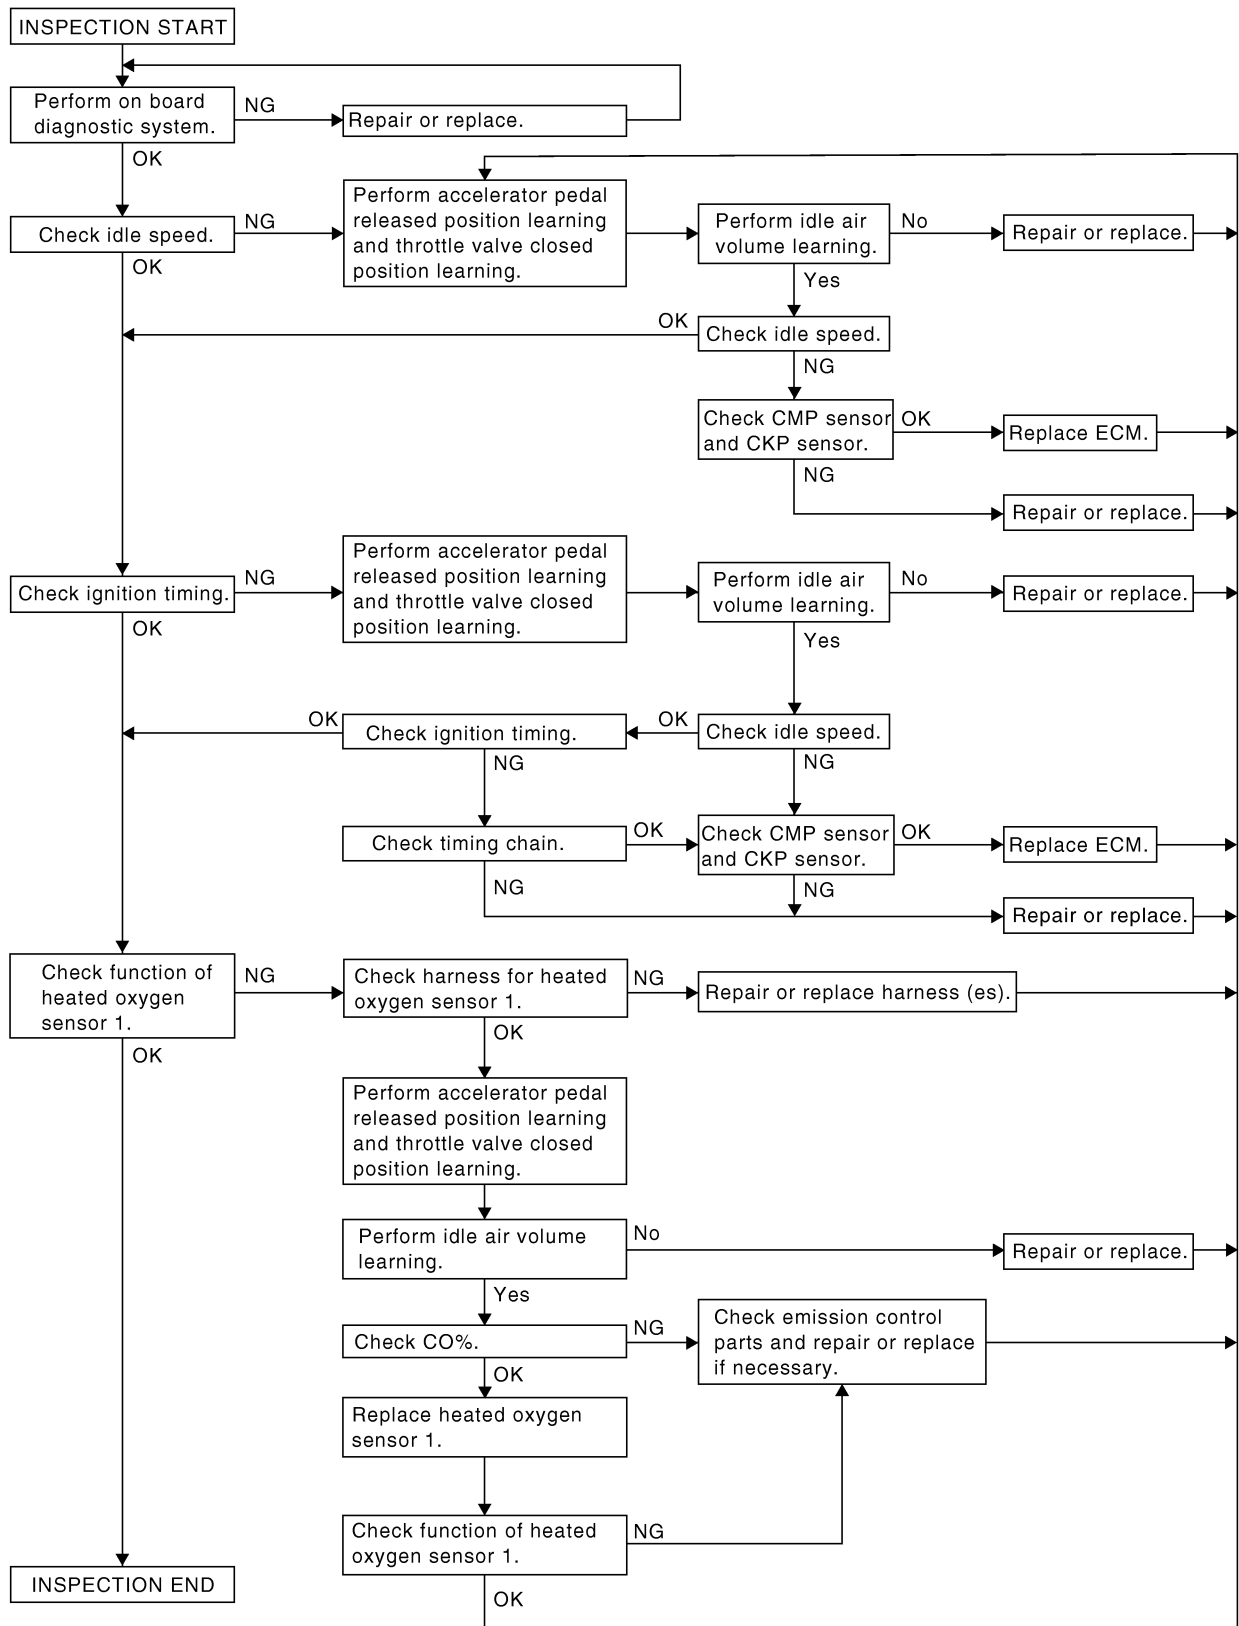 INSPECTION START
Perform on board
diagnostic system.
NG
Repair or replace.
OK
Check idle speed.
NG
Perform accelerator pedal
released position learning
and throttle valve closed
position learning.
Perform idle air
volume learning.
No
Repair or replace.
OK
Yes
OK
Check idle speed.
NG
Check CMP sensor
and CKP sensor.
OK
Replace ECM.
NG
Repair or replace.
Check ignition timing.
NG
Perform accelerator pedal
released position learning
and throttle valve closed
position learning.
Perform idle air
volume learning.
No
Repair or replace.
OK
Yes
OK
Check ignition timing.
OK
Check idle speed.
NG
NG
Check timing chain.
OK
Check CMP sensor
and CKP sensor.
OK
Replace ECM.
NG
NG
Repair or replace.
Check function of
heated oxygen
sensor 1.
NG
Check harness for heated
oxygen sensor 1.
NG
Repair or replace harness (es).
OK
OK
Perform accelerator pedal
released position learning
and throttle valve closed
position learning.
Perform idle air volume
learning.
No
Repair or replace.
Yes
Check CO%.
NG
Check emission control
parts and repair or replace
if necessary.
OK
Replace heated oxygen
sensor 1.
Check function of heated
oxygen sensor 1.
NG
INSPECTION END
OK